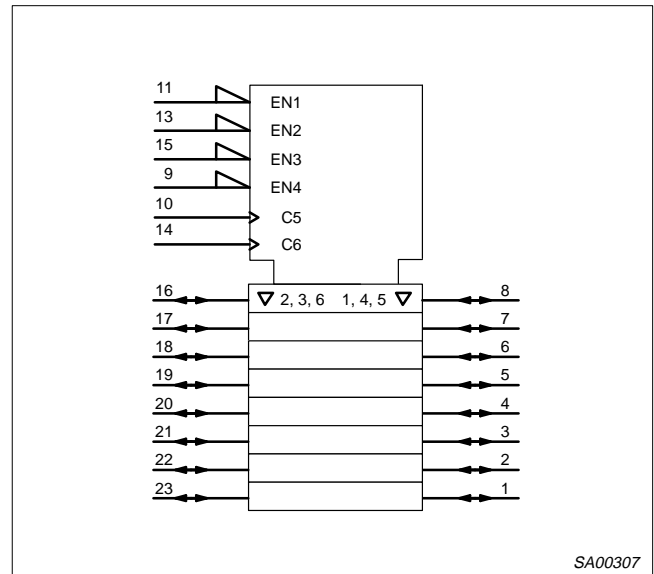 11 EN1
13 EN2
15 EN3
9 EN4
10 C5
14 C6
16 ▽ 2, 3, 6 1, 4, 5 ▽ 8
17 7
18 6
19 5
20 4
21 3
22 2
23 1
SA00307